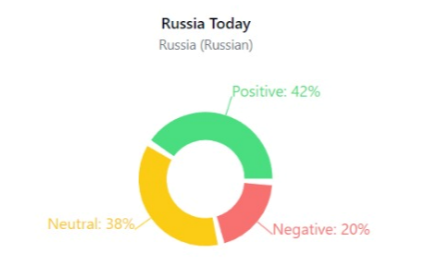 Russia Today
Russia (Russian)
Positive: 42%
Neutral: 38%
Negative: 20%